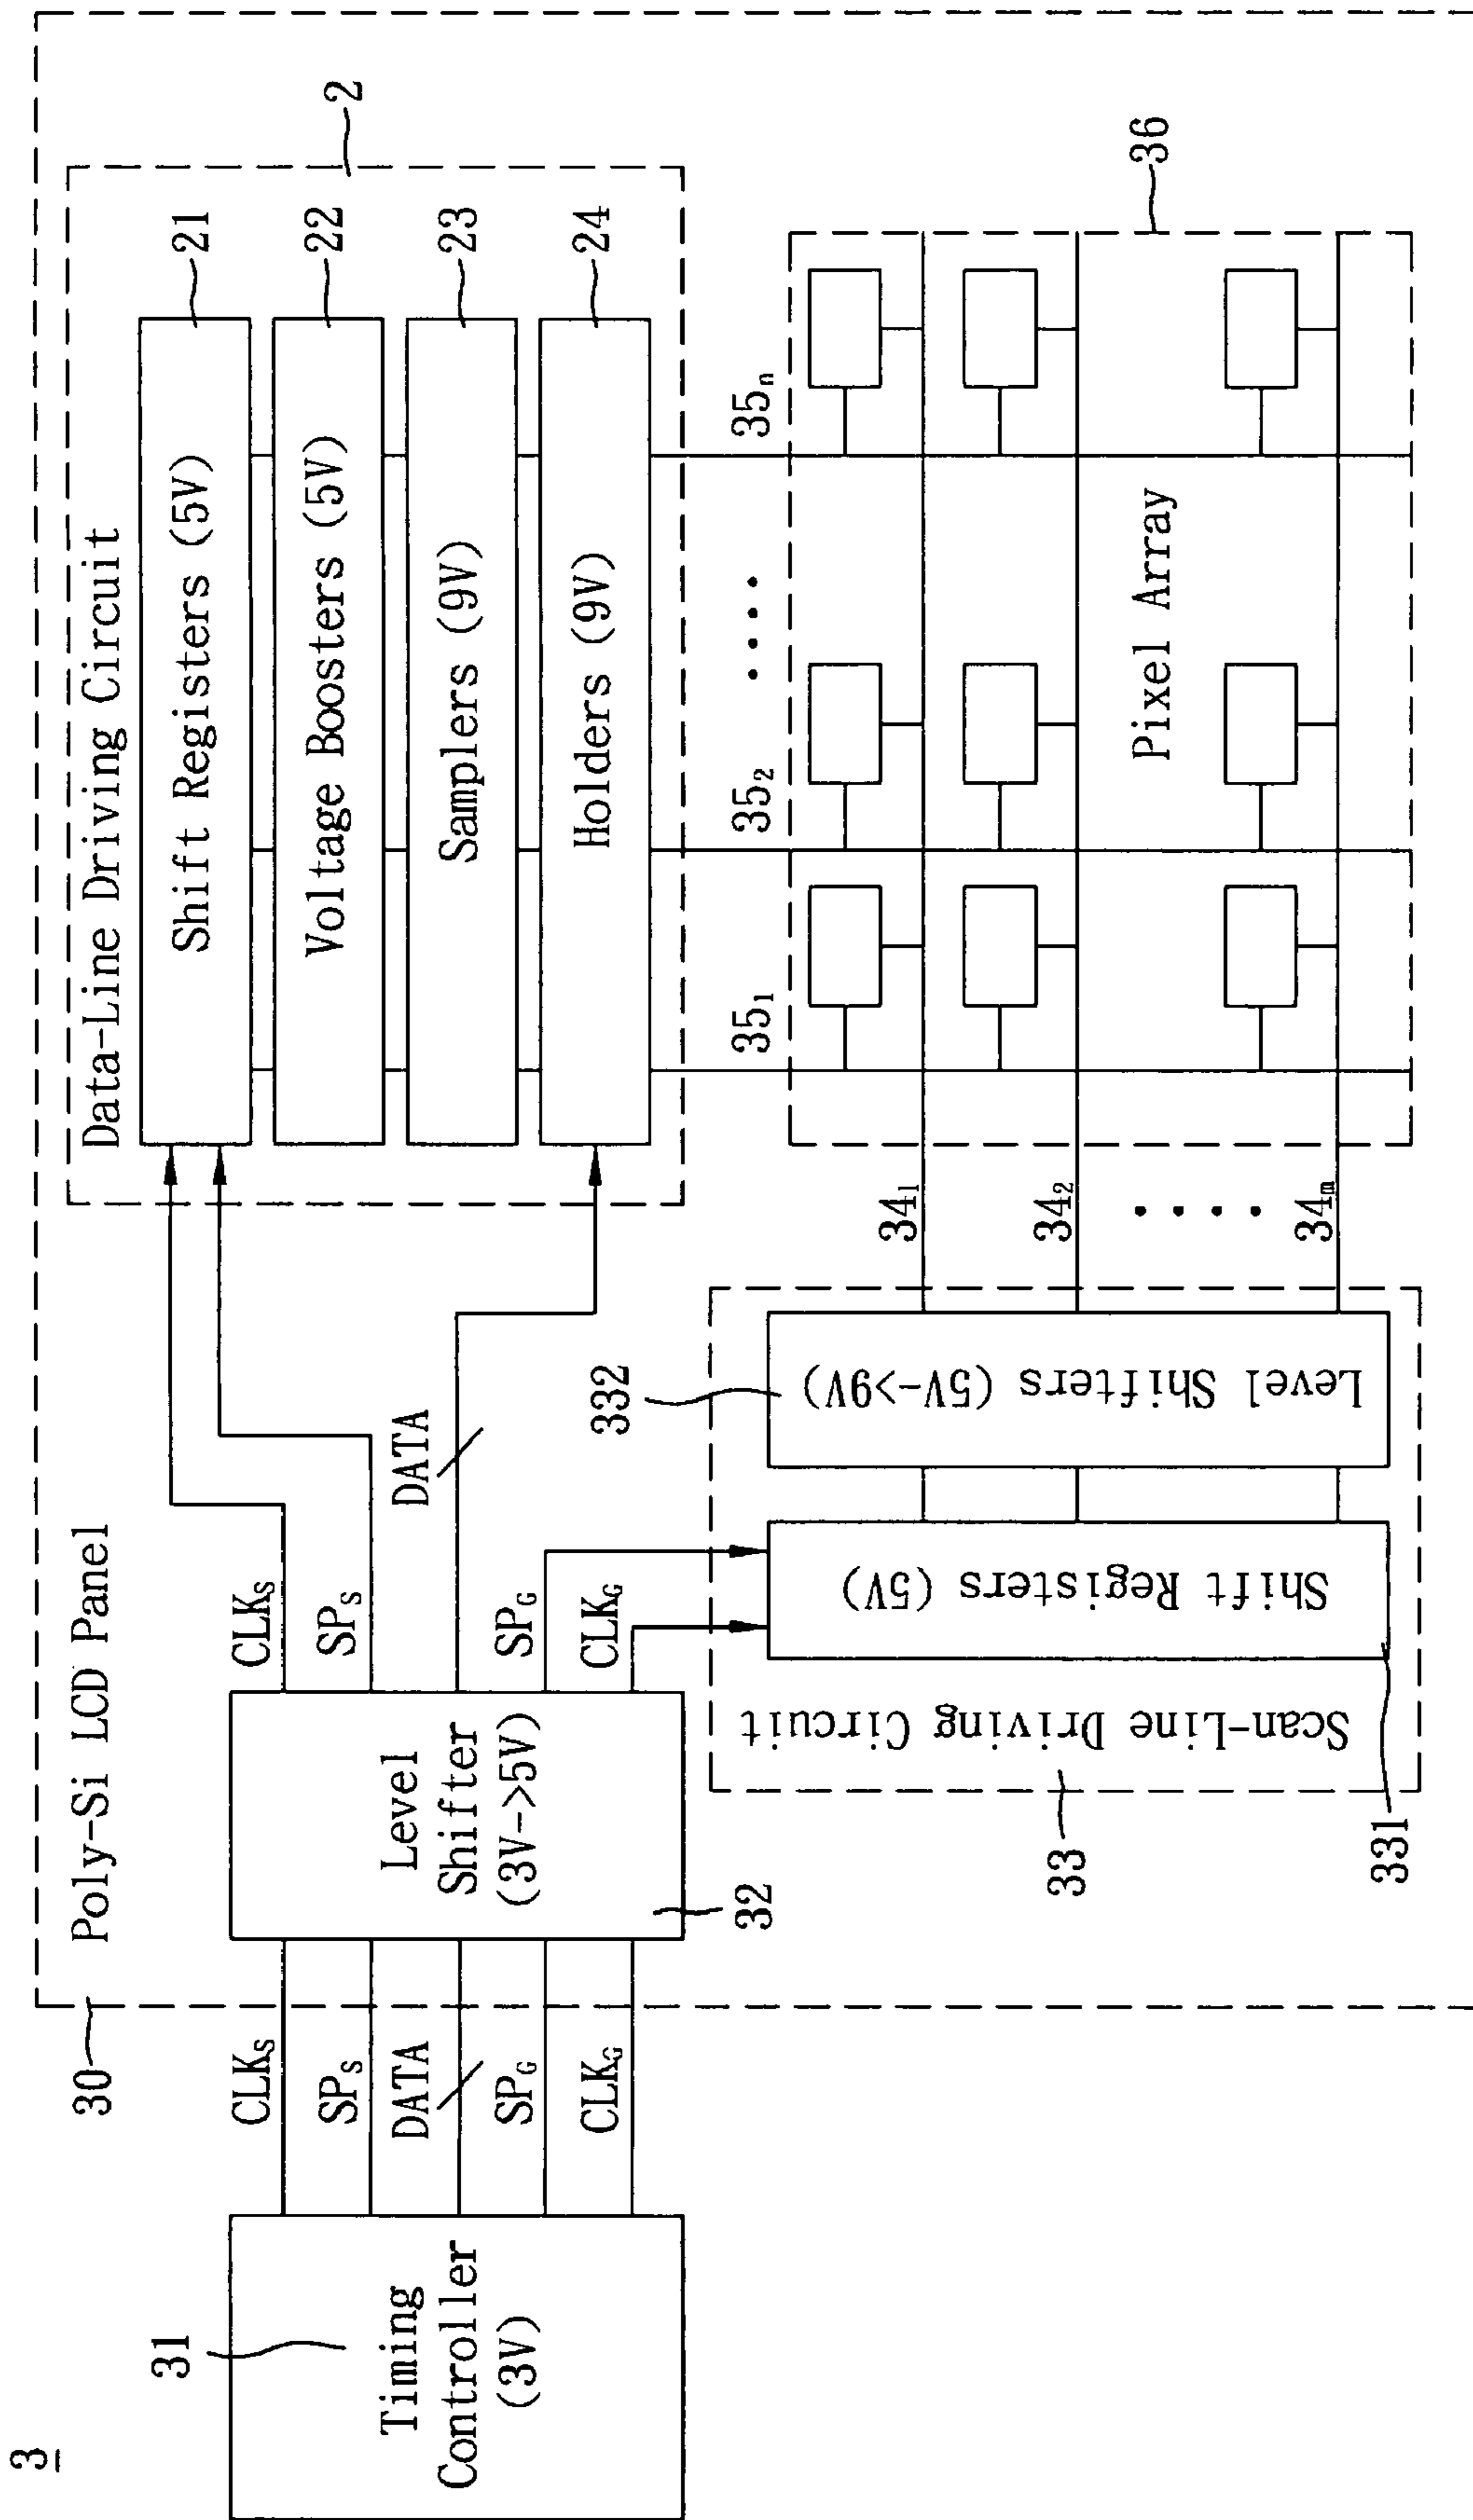 3
30
Poly-Si LCD Panel
2
Data-Line Driving Circuit
Shift Registers (5V)
21
Voltage Boosters (5V)
22
Samplers (9V)
23
Holders (9V)
24
31
Timing
Controller
(3V)
CLKS
SPS
DATA
SPG
CLKG
Level
Shifter
(3V->5V)
32
CLKS
SPS
DATA
SPG
CLKG
351
352
....
35n
36
Pixel Array
341
342
....
34m
332
Level Shifters (5V->9V)
Shift Registers (5V)
Scan-Line Driving Circuit
33
331